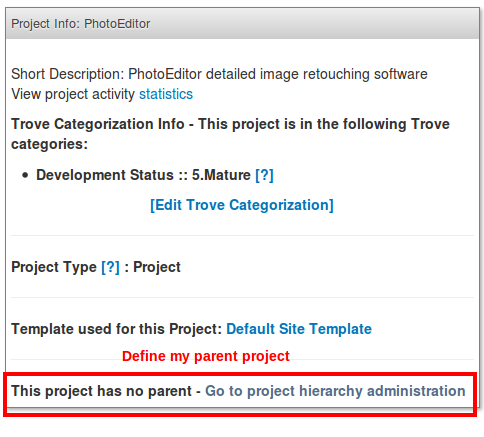 Project Info: PhotoEditor
Short Description: PhotoEditor detailed image retouching software
View project activity statistics
Trove Categorization Info - This project is in the following Trove
categories:
• Development Status :: 5.Mature [?]
[Edit Trove Categorization]
Project Type [?] : Project
Template used for this Project: Default Site Template
Define my parent project
This project has no parent - Go to project hierarchy administration